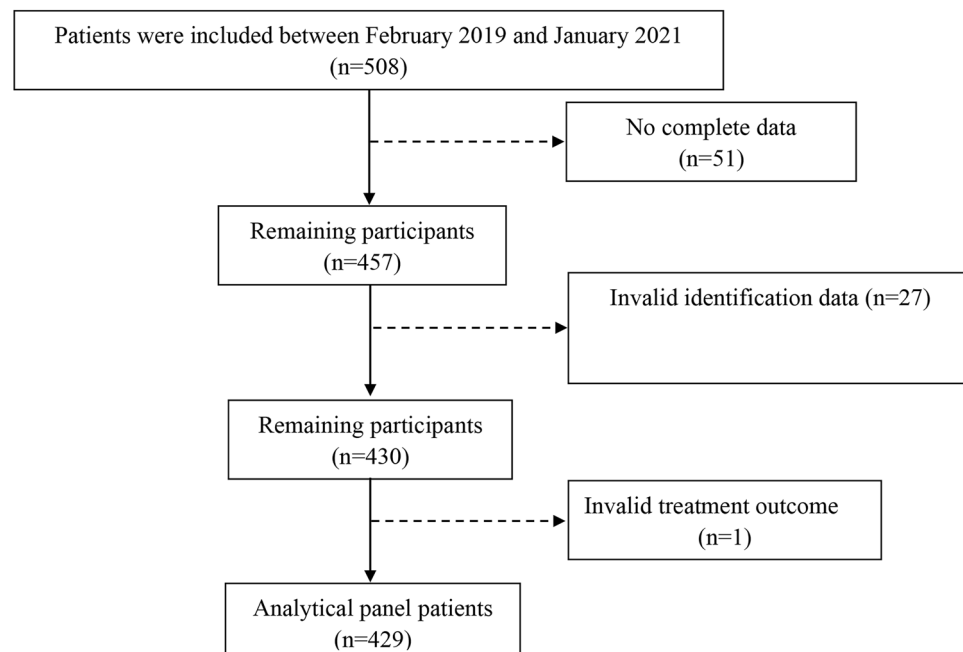 Patients were included between February 2019 and January 2021
(n=508)
No complete data
(n=51)
Remaining participants
(n=457)
Invalid identification data (n=27)
Remaining participants
(n=430)
Invalid treatment outcome
(n=1)
Analytical panel patients
(n=429)